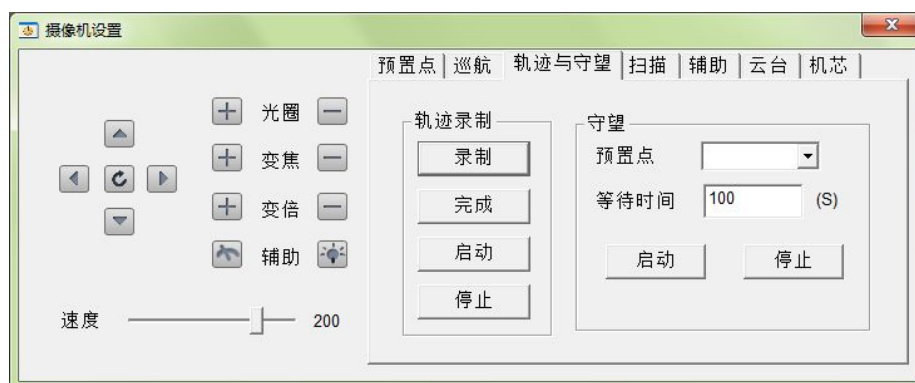 摄像机设置
预置点 巡航 轨迹与守望 扫描 辅助 云台 机芯
光圈
变焦
变倍
辅助
速度 200
轨迹录制
录制
完成
启动
停止
守望
预置点
等待时间 100 (S)
启动 停止